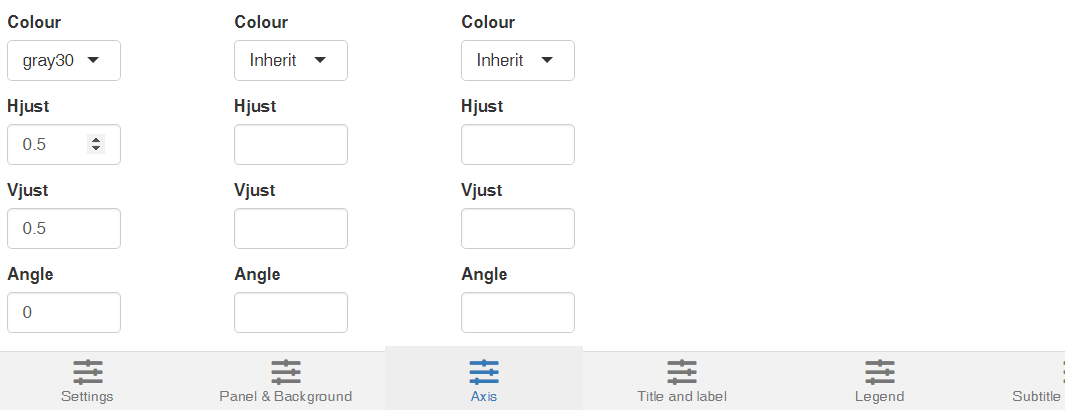 Colour Colour Colour
gray30 Inherit Inherit
Hjust Hjust Hjust
0.5
Vjust Vjust Vjust
0.5
Angle Angle Angle
0
Settings Panel & Background Axis Title and label Legend Subtitle